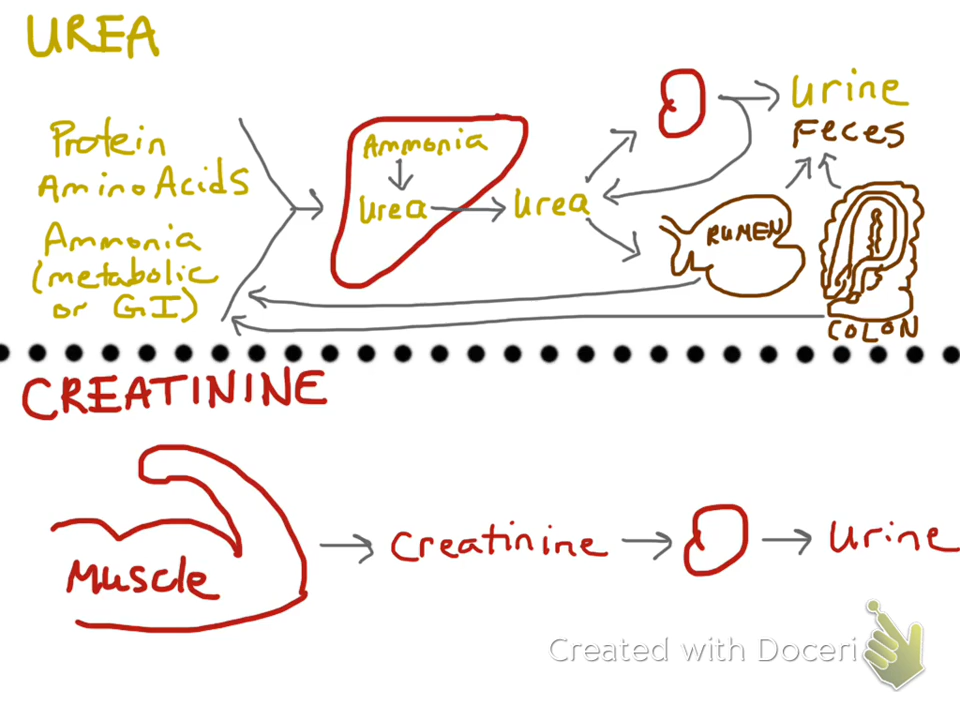 UREA
Protein
Amino Acids
Ammonia
(metabolic
or GI)
Ammonia
Urea
Urea
Urine
Feces
RUMEN
COLON
CREATININE
Muscle
Creatinine
Urine
Created with Doceri